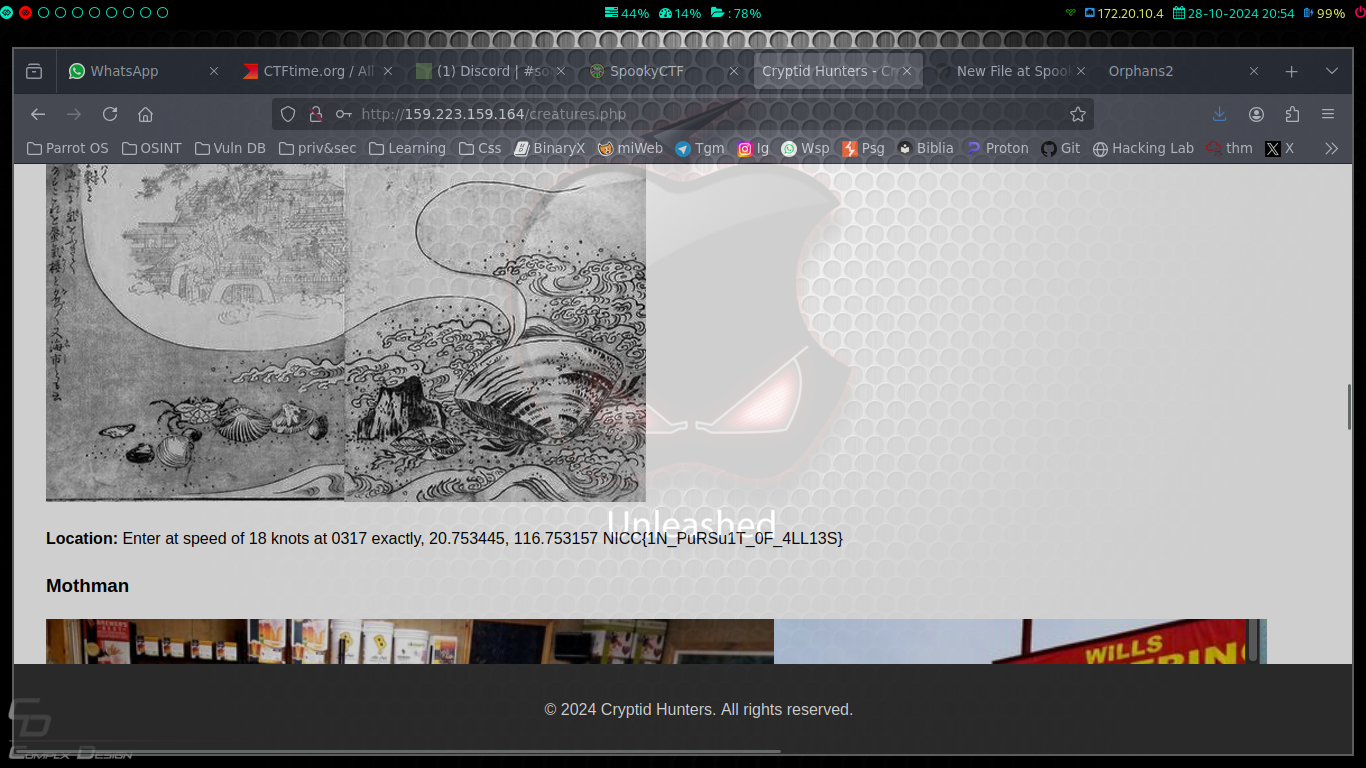 44% 14% : 78% 172.20.10.4 28-10-2024 20:54 99%
WhatsApp CTFtime.org / All (1) Discord | #so SpookyCTF Cryptid Hunters - Cr New File at Spool Orphans2
http://159.223.159.164/creatures.php
Parrot OS OSINT Vuln DB priv&sec Learning Css BinaryX miWeb Tgm Ig Wsp Psg Biblia Proton Git Hacking Lab thm X
Unleashed
Location: Enter at speed of 18 knots at 0317 exactly, 20.753445, 116.753157 NICC{1N_PuRSu1T_0F_4LL13S}
Mothman
WILLS
© 2024 Cryptid Hunters. All rights reserved.
COMPLX DESIGN